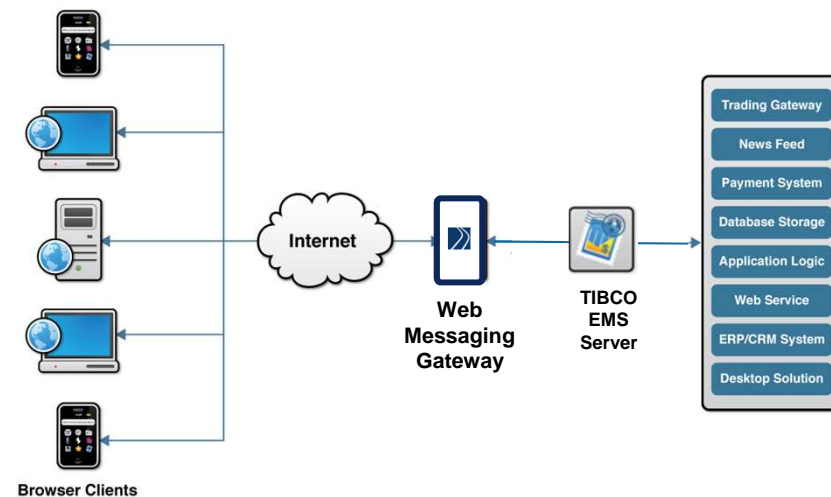 Browser Clients
Internet
Web
Messaging
Gateway
TIBCO
EMS
Server
Trading Gateway
News Feed
Payment System
Database Storage
Application Logic
Web Service
ERP/CRM System
Desktop Solution